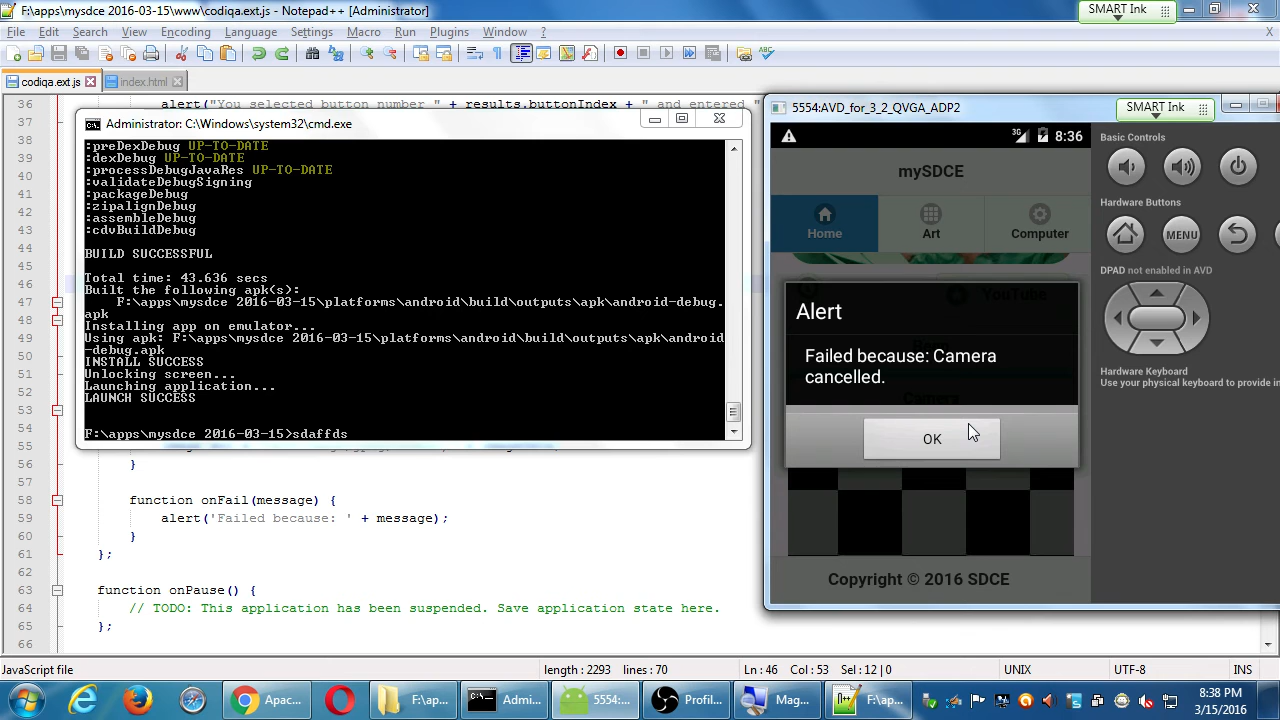 F:\apps\mysdce 2016-03-15\www\codiqa.ext.js - Notepad++ [Administrator]
SMART Ink
File Edit Search View Encoding Language Settings Macro Run Plugins Window ?
X
codiqa.ext.js
index.html
36 alert("You selected button number " + results.buttonIndex + " and entered "
37
38
39
40
41
42
43
44
45
46
47
48
49
50
51
52
53
54
55
56 }
57
58 function onFail(message) {
59 alert('Failed because: ' + message);
60 }
61 };
62
63 function onPause() {
64 // TODO: This application has been suspended. Save application state here.
65 };
66
Administrator: C:\Windows\system32\cmd.exe
:preDexDebug UP-TO-DATE
:dexDebug UP-TO-DATE
:processDebugJavaRes UP-TO-DATE
:validateDebugSigning
:packageDebug
:zipalignDebug
:assembleDebug
:cdvBuildDebug
BUILD SUCCESSFUL
Total time: 43.636 secs
Built the following apk(s):
F:\apps\mysdce 2016-03-15\platforms\android\build\outputs\apk\android-debug.
apk
Installing app on emulator...
Using apk: F:\apps\mysdce 2016-03-15\platforms\android\build\outputs\apk\android
-debug.apk
INSTALL SUCCESS
Unlocking screen...
Launching application...
LAUNCH SUCCESS
F:\apps\mysdce 2016-03-15>sdaffds
5554:AVD_for_3_2_QVGA_ADP2
SMART Ink
3G 8:36
mySDCE
Home Art Computer
YouTube
Alert
Failed because: Camera
cancelled.
Camera
OK
Copyright © 2016 SDCE
Basic Controls
Hardware Buttons
MENU
DPAD not enabled in AVD
Hardware Keyboard
Use your physical keyboard to provide in
JavaScript file length : 2293 lines : 70 Ln : 46 Col : 53 Sel : 12 | 0 UNIX UTF-8 INS
Apac... F:\ap... Admi... 5554:... Profil... Mag... F:\ap...
8:38 PM
3/15/2016